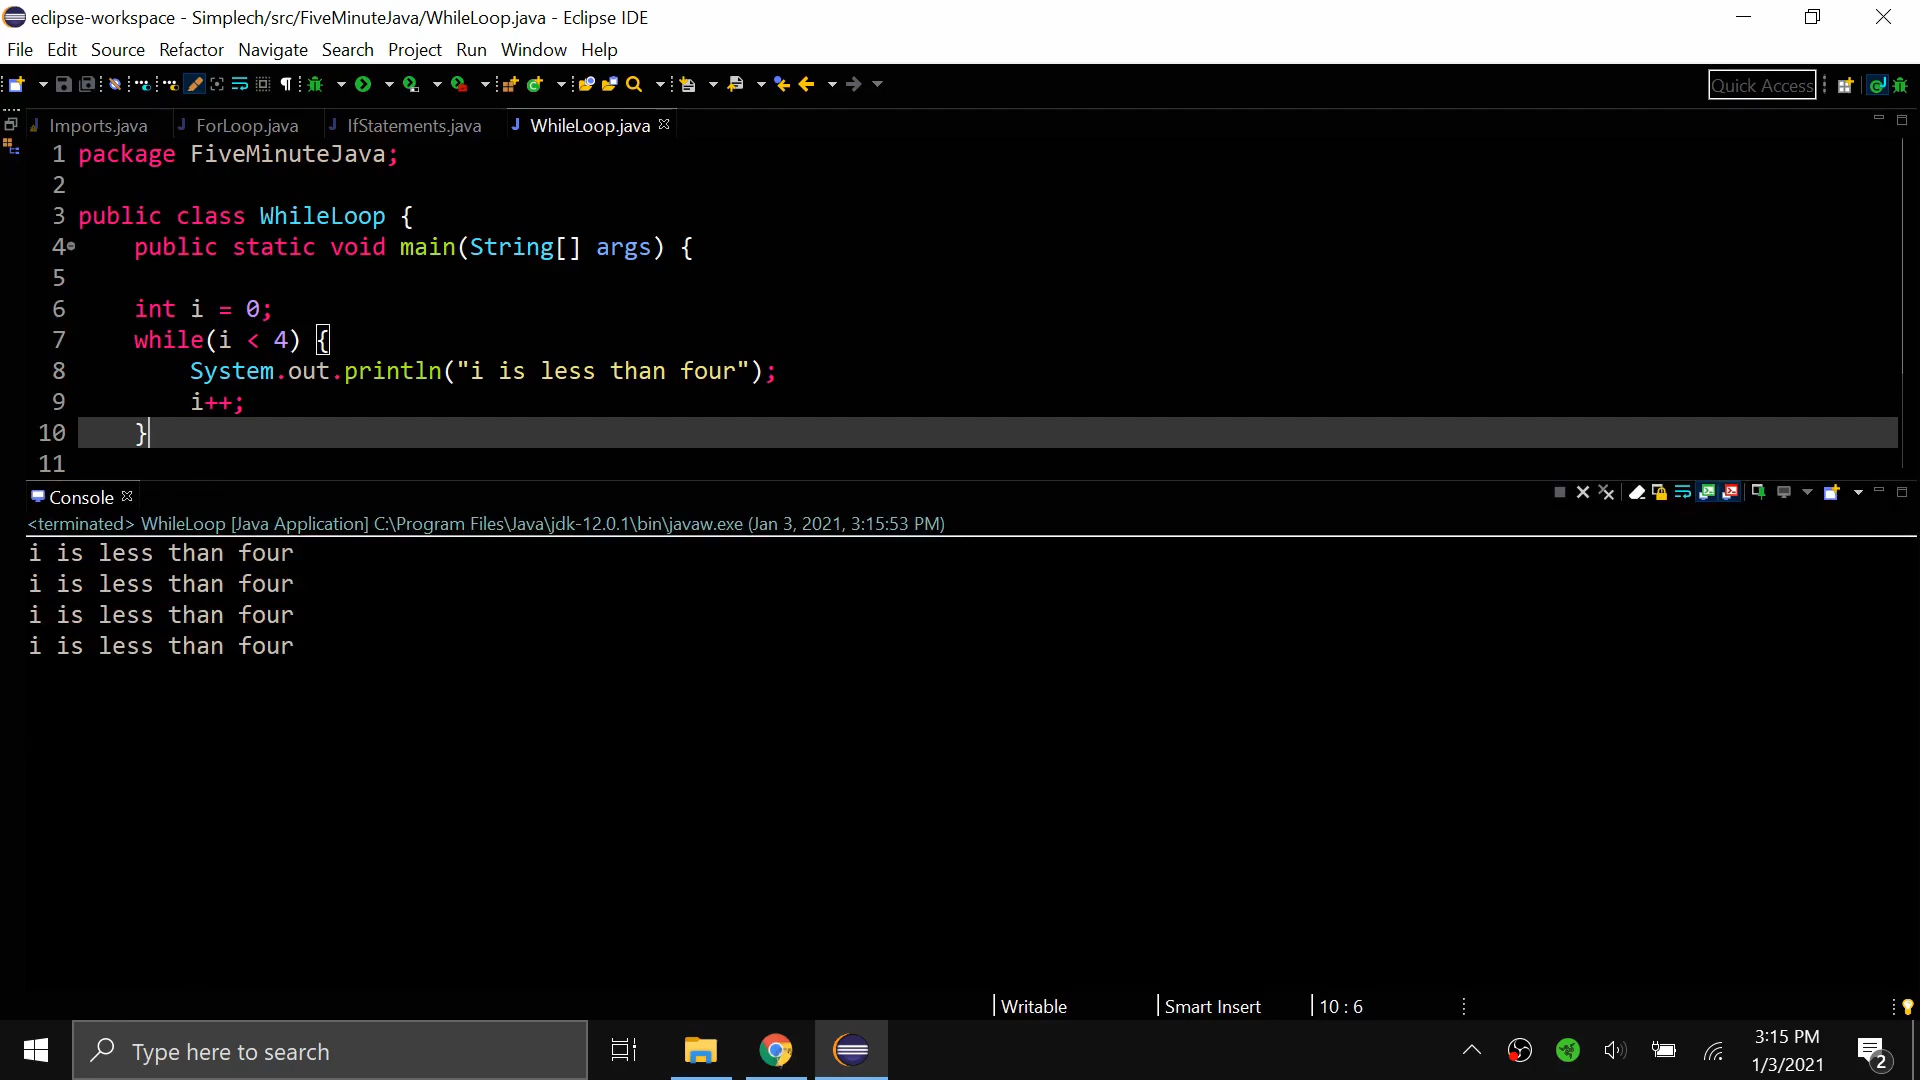 eclipse-workspace - Simplech/src/FiveMinuteJava/WhileLoop.java - Eclipse IDE
File Edit Source Refactor Navigate Search Project Run Window Help
Quick Access
Imports.java ForLoop.java IfStatements.java WhileLoop.java
1 package FiveMinuteJava;
2
3 public class WhileLoop {
4 public static void main(String[] args) {
5
6 int i = 0;
7 while(i < 4) {
8 System.out.println("i is less than four");
9 i++;
10 }
11
Console
<terminated> WhileLoop [Java Application] C:\Program Files\Java\jdk-12.0.1\bin\javaw.exe (Jan 3, 2021, 3:15:53 PM)
i is less than four
i is less than four
i is less than four
i is less than four
Writable Smart Insert 10 : 6
Type here to search
3:15 PM
1/3/2021
2